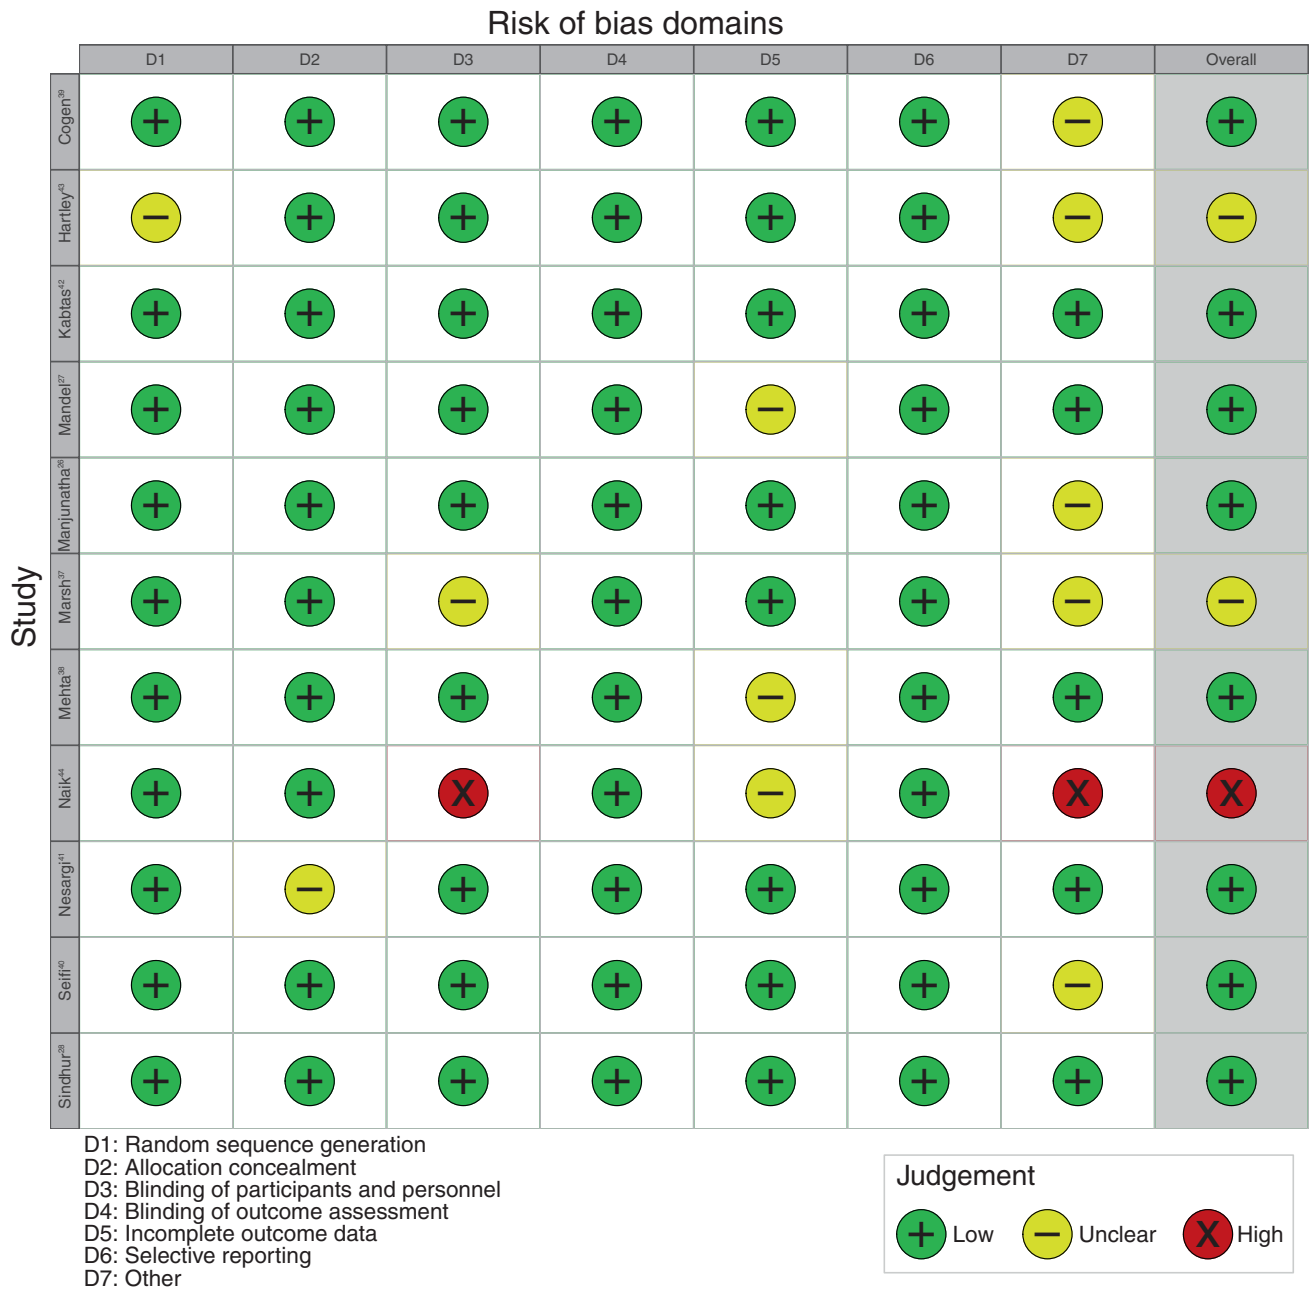 Risk of bias domains
D1 D2 D3 D4 D5 D6 D7 Overall
Study
Cogen³⁹
Hartley⁴³
Kabtas⁴²
Mandel²⁷
Manjunatha²⁶
Marsh³⁷
Mehta³⁸
Naik⁴⁴
Nesargi⁴¹
Seifi⁴⁰
Sindhur²⁸
D1: Random sequence generation
D2: Allocation concealment
D3: Blinding of participants and personnel
D4: Blinding of outcome assessment
D5: Incomplete outcome data
D6: Selective reporting
D7: Other
Judgement
Low Unclear High